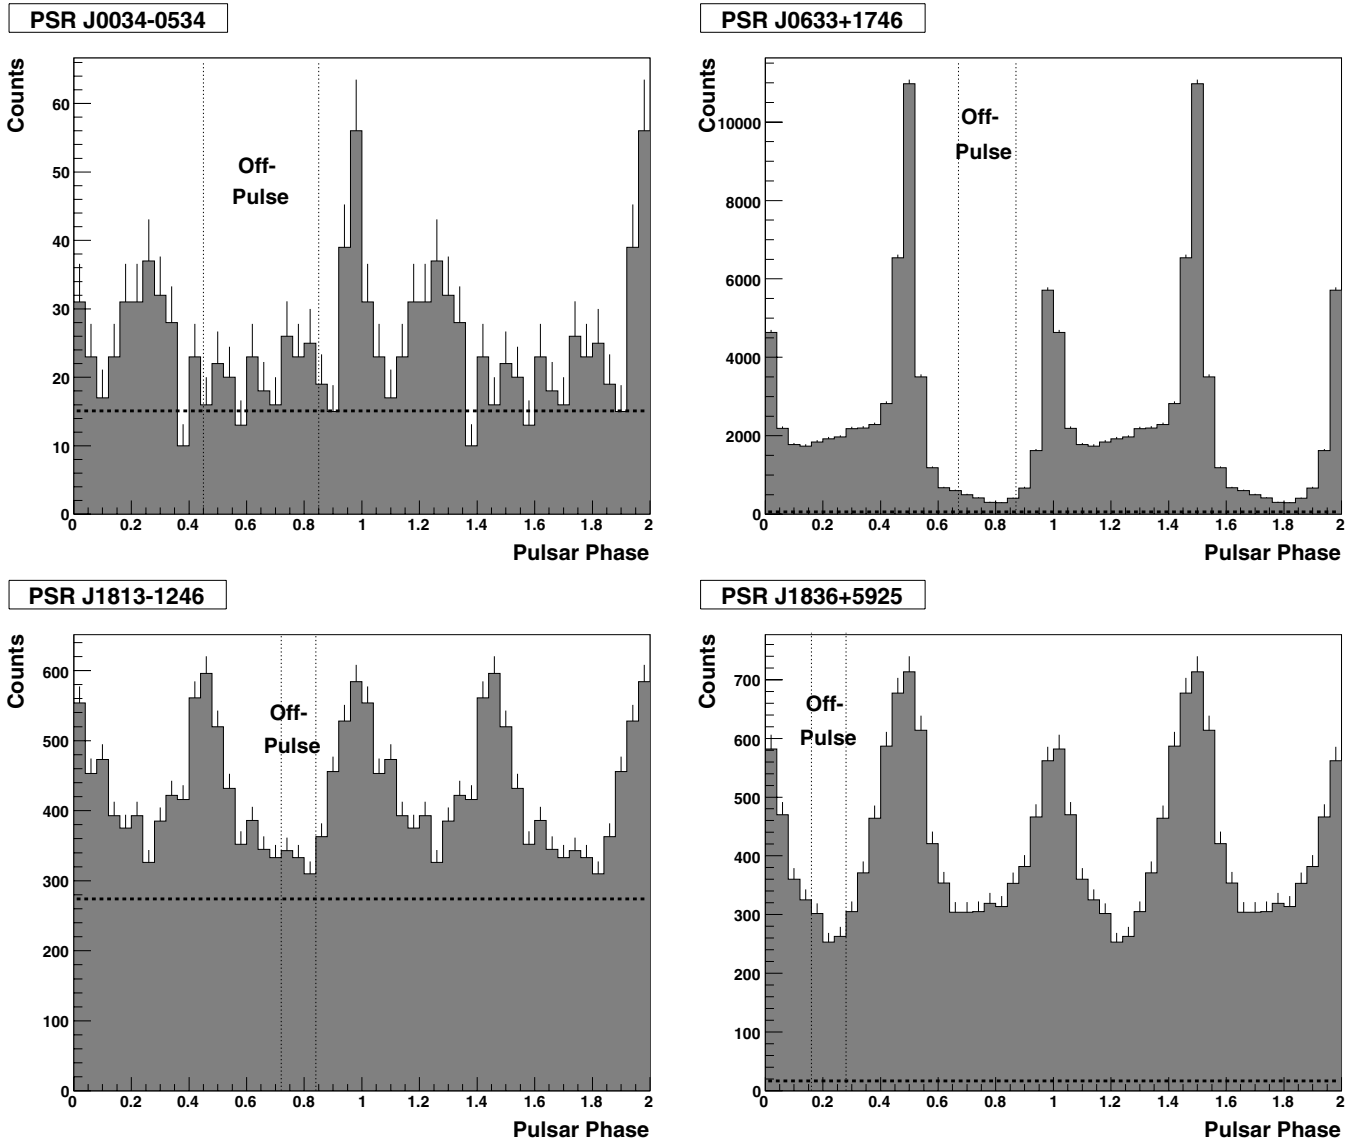 PSR J0034-0534
Counts
60
50
40
30
20
10
0
Off-
Pulse
0 0.2 0.4 0.6 0.8 1 1.2 1.4 1.6 1.8 2
Pulsar Phase
PSR J0633+1746
Counts
10000
8000
6000
4000
2000
0
Off-
Pulse
0 0.2 0.4 0.6 0.8 1 1.2 1.4 1.6 1.8 2
Pulsar Phase
PSR J1813-1246
Counts
600
500
400
300
200
100
0
Off-
Pulse
0 0.2 0.4 0.6 0.8 1 1.2 1.4 1.6 1.8 2
Pulsar Phase
PSR J1836+5925
Counts
700
600
500
400
300
200
100
0
Off-
Pulse
0 0.2 0.4 0.6 0.8 1 1.2 1.4 1.6 1.8 2
Pulsar Phase